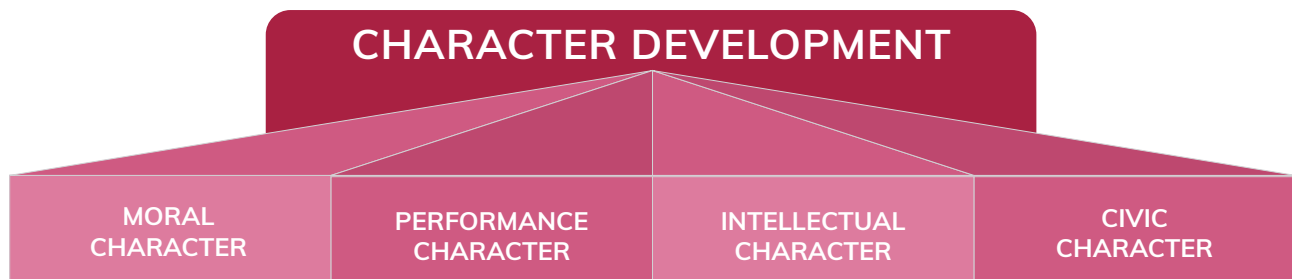 CHARACTER DEVELOPMENT
MORAL
CHARACTER
PERFORMANCE
CHARACTER
INTELLECTUAL
CHARACTER
CIVIC
CHARACTER